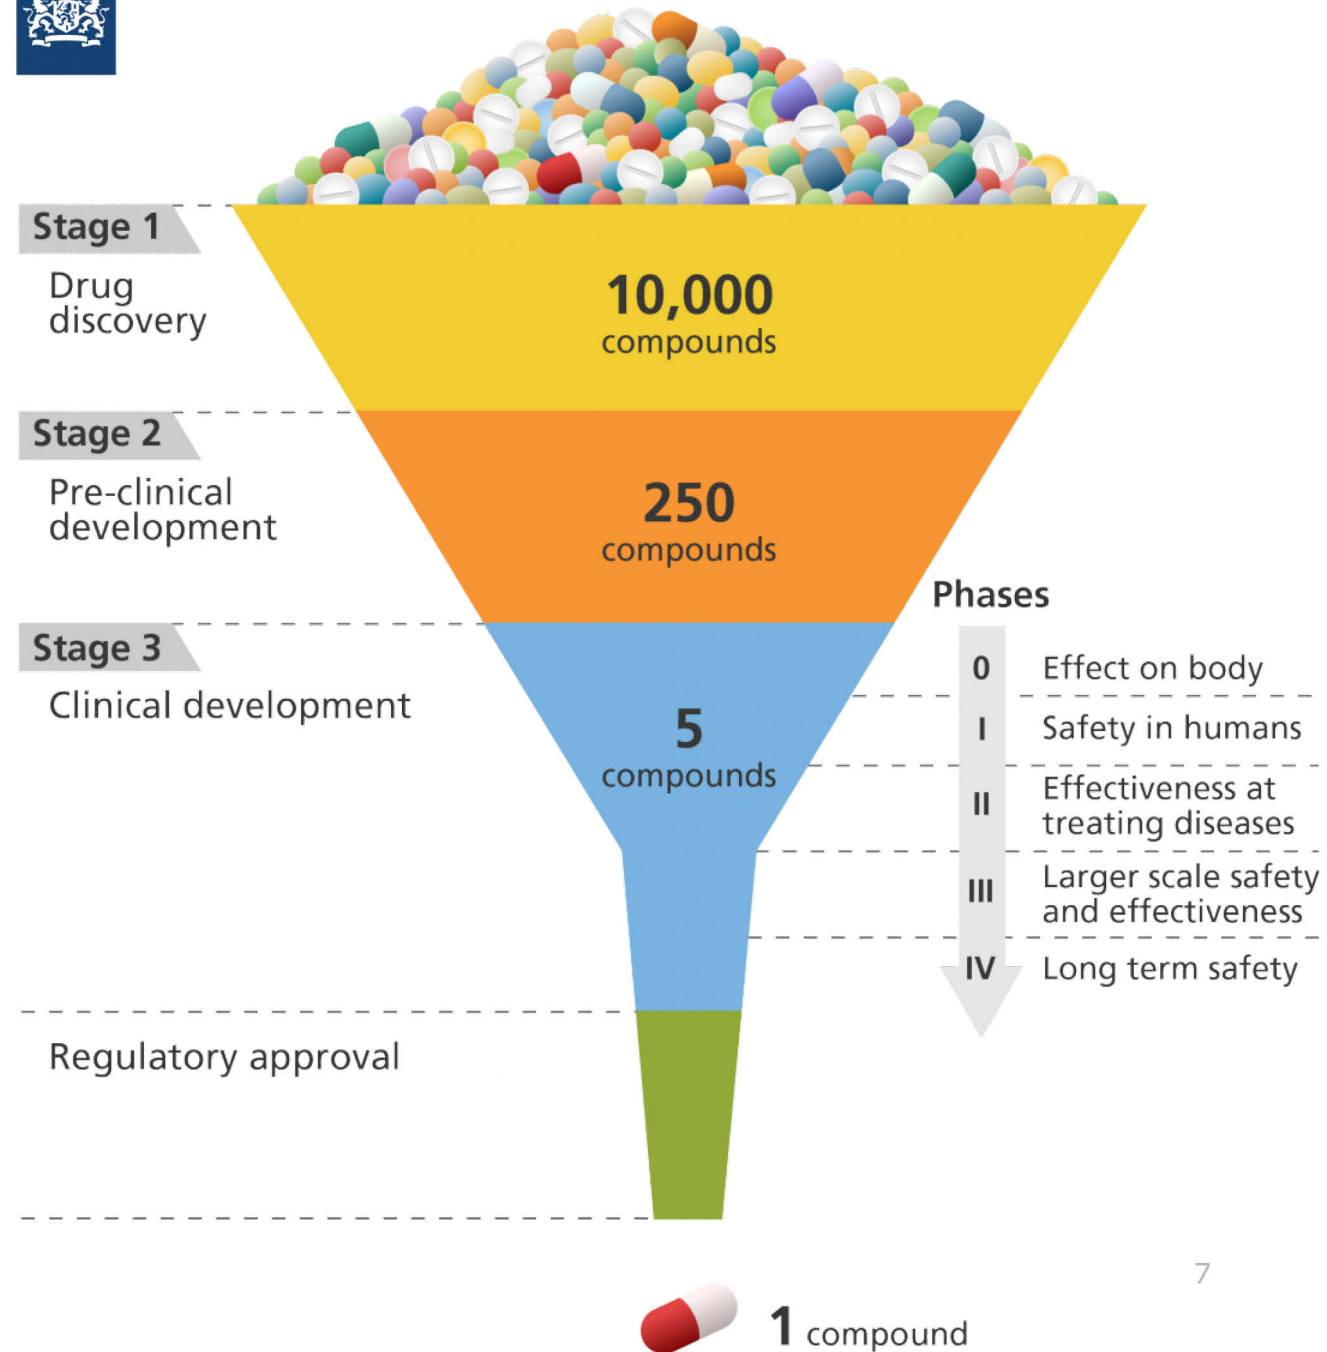 Stage 1
Drug
discovery
10,000
compounds
Stage 2
Pre-clinical
development
250
compounds
Stage 3
Clinical development
5
compounds
Phases
0 Effect on body
I Safety in humans
II Effectiveness at
treating diseases
III Larger scale safety
and effectiveness
IV Long term safety
Regulatory approval
7
1 compound